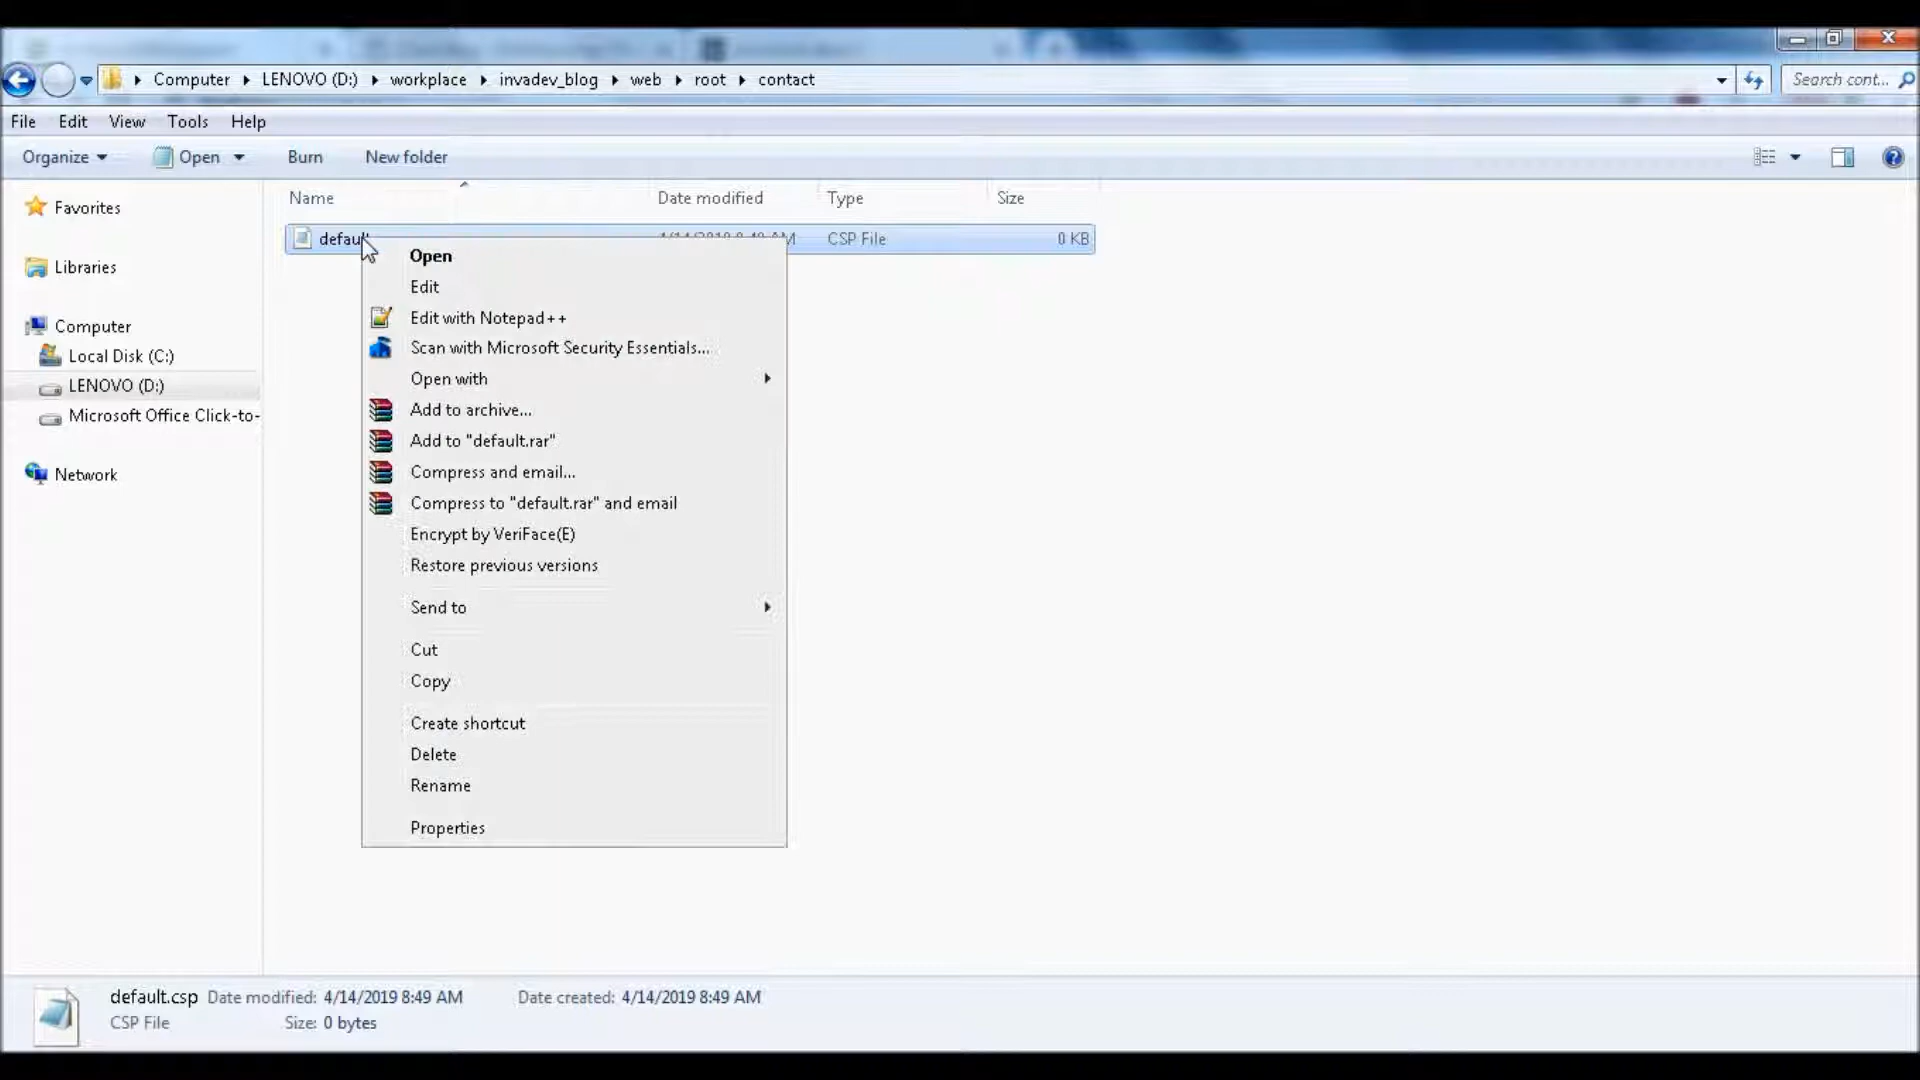 Computer LENOVO (D:) workplace invadev_blog web root contact
Search cont...
File Edit View Tools Help
Organize Open Burn New folder
Name Date modified Type Size
Favorites
Libraries
Computer
Local Disk (C:)
LENOVO (D:)
Microsoft Office Click-to-
Network
default CSP File 0 KB
Open
Edit
Edit with Notepad++
Scan with Microsoft Security Essentials...
Open with
Add to archive...
Add to "default.rar"
Compress and email...
Compress to "default.rar" and email
Encrypt by VeriFace(E)
Restore previous versions
Send to
Cut
Copy
Create shortcut
Delete
Rename
Properties
default.csp Date modified: 4/14/2019 8:49 AM Date created: 4/14/2019 8:49 AM
CSP File Size: 0 bytes